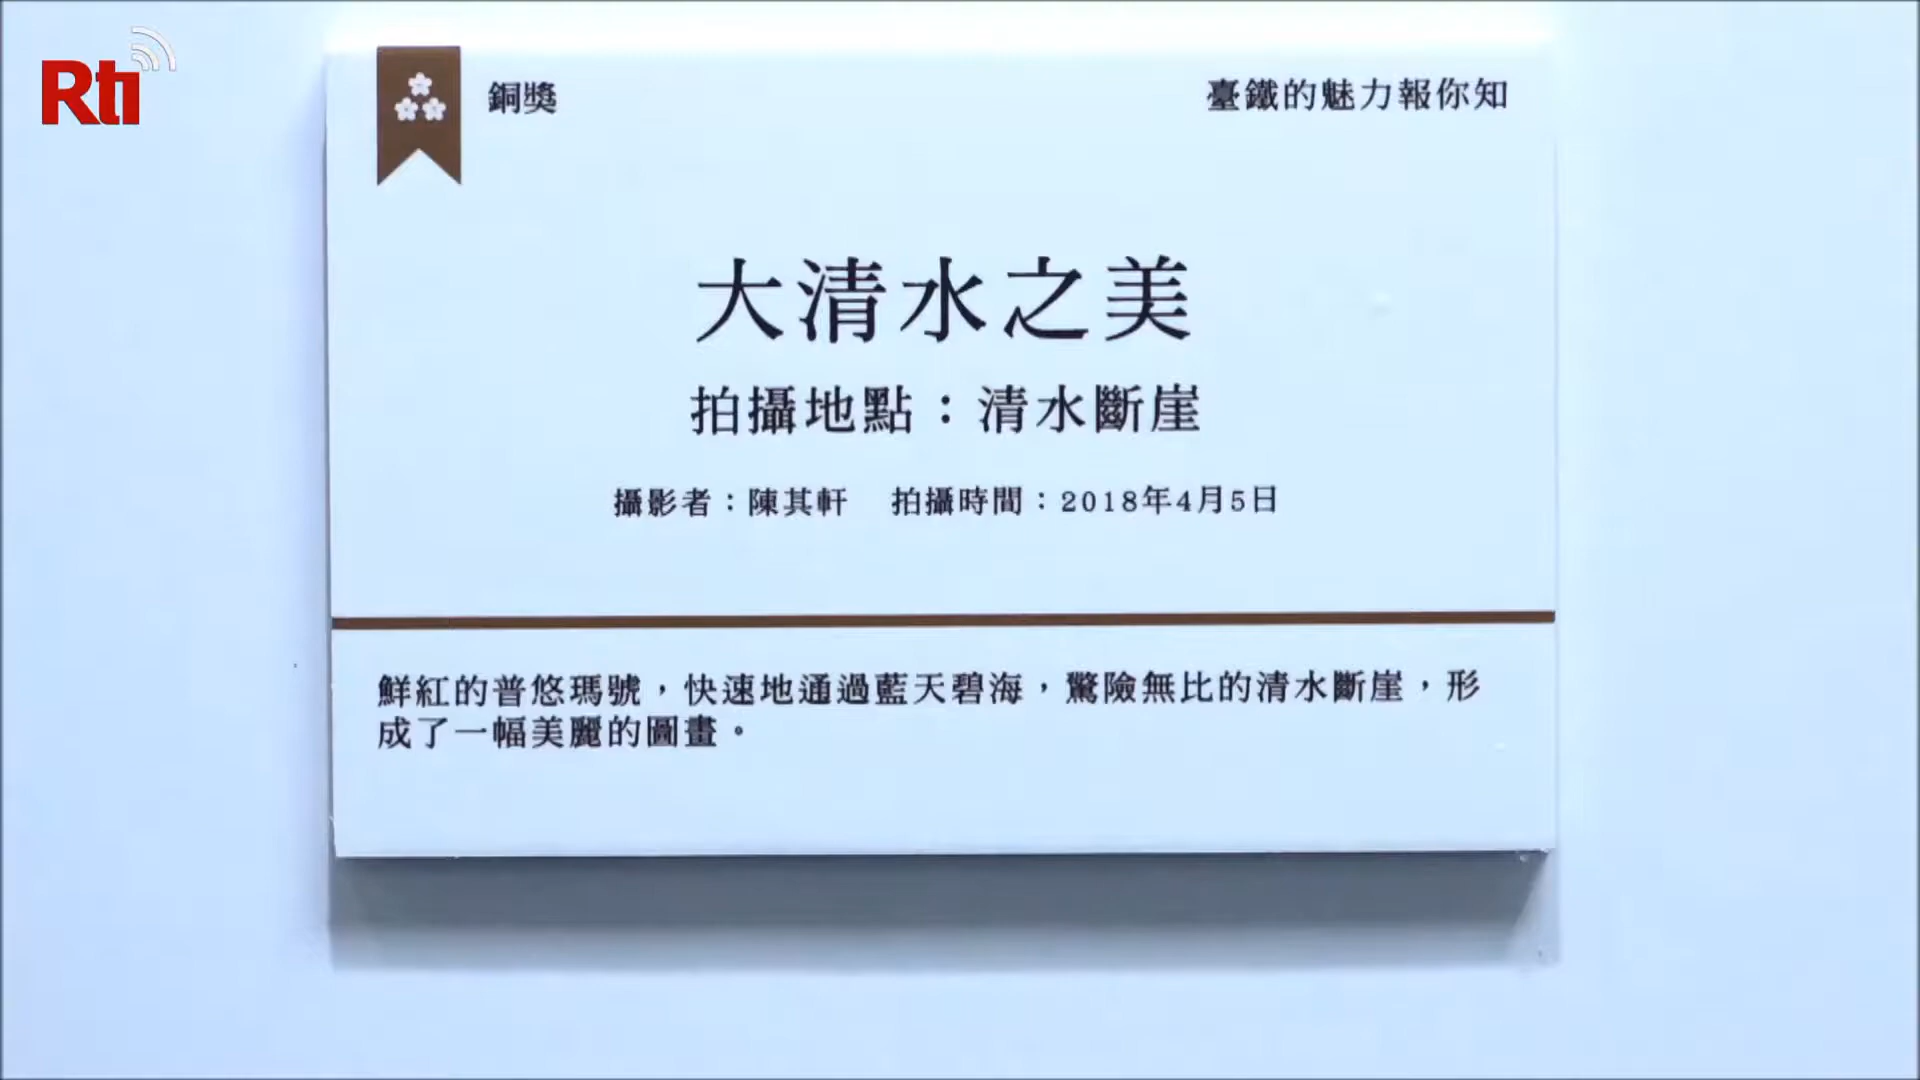 Rti
銅獎
臺鐵的魅力報你知
大清水之美
拍攝地點：清水斷崖
攝影者：陳其軒　拍攝時間：2018年4月5日
鮮紅的普悠瑪號，快速地通過藍天碧海，驚險無比的清水斷崖，形
成了一幅美麗的圖畫。